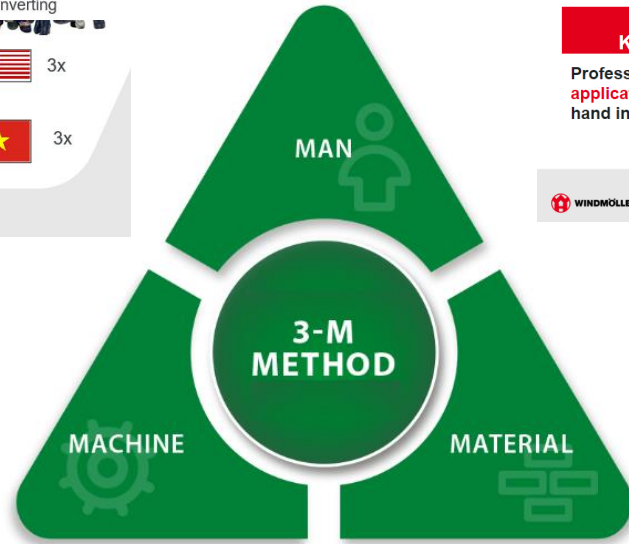 nverting
3x
3x
K
Profess
applica
hand in
WINDMÖLLE
MAN
3-M
METHOD
MACHINE
MATERIAL